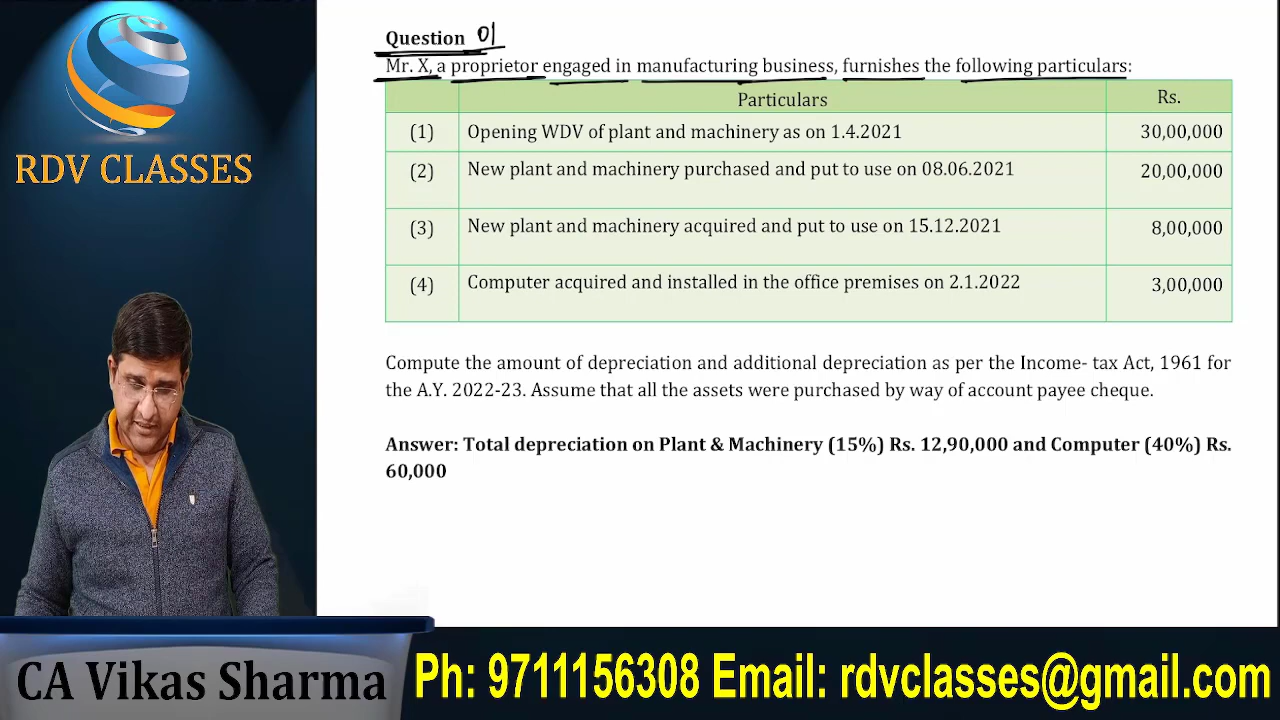 RDV CLASSES
Question 01
Mr. X, a proprietor engaged in manufacturing business, furnishes the following particulars:
Particulars Rs.
(1) Opening WDV of plant and machinery as on 1.4.2021 30,00,000
(2) New plant and machinery purchased and put to use on 08.06.2021 20,00,000
(3) New plant and machinery acquired and put to use on 15.12.2021 8,00,000
(4) Computer acquired and installed in the office premises on 2.1.2022 3,00,000
Compute the amount of depreciation and additional depreciation as per the Income- tax Act, 1961 for
the A.Y. 2022-23. Assume that all the assets were purchased by way of account payee cheque.
Answer: Total depreciation on Plant & Machinery (15%) Rs. 12,90,000 and Computer (40%) Rs.
60,000
CA Vikas Sharma
Ph: 9711156308 Email: rdvclasses@gmail.com